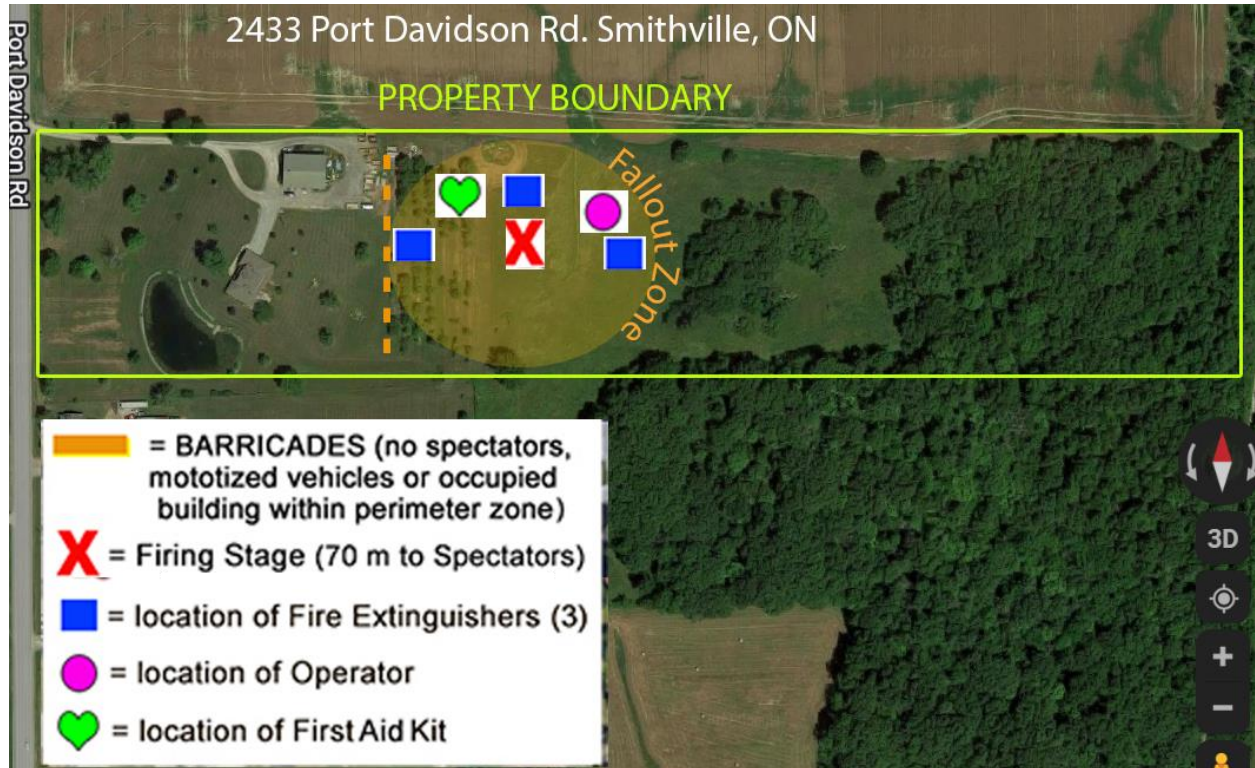 2433 Port Davidson Rd. Smithville, ON
Port Davidson Rd
PROPERTY BOUNDARY
Fallout Zone
= BARRICADES (no spectators,
mototized vehicles or occupied
building within perimeter zone)
X = Firing Stage (70 m to Spectators)
= location of Fire Extinguishers (3)
= location of Operator
= location of First Aid Kit
X
3D
+
−